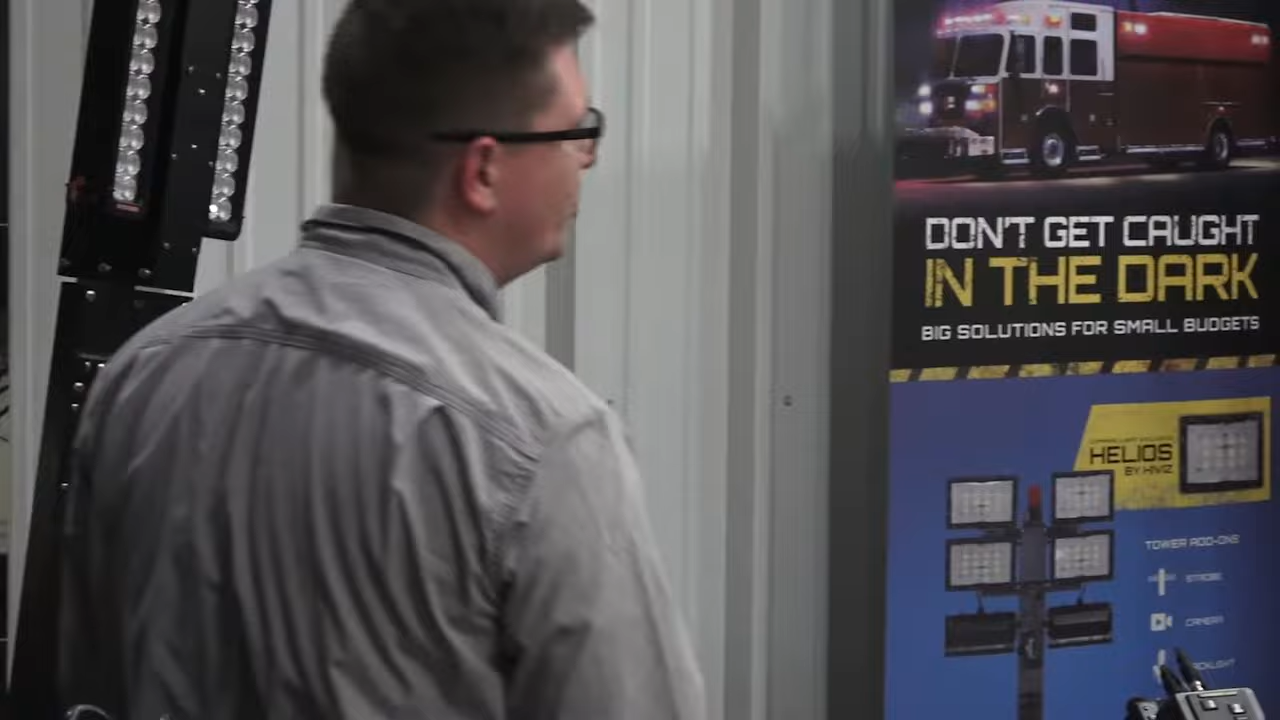 DON'T GET CAUGHT
IN THE DARK
BIG SOLUTIONS FOR SMALL BUDGETS
HELIOS
BY HIVIZ
TOWER ADD-ONS
STROBE
CAMERA